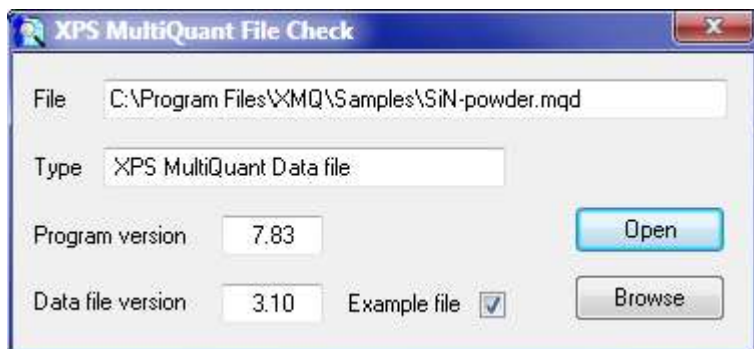 XPS MultiQuant File Check
File C:\Program Files\XMQ\Samples\SiN-powder.mqd
Type XPS MultiQuant Data file
Program version 7.83 Open
Data file version 3.10 Example file Browse